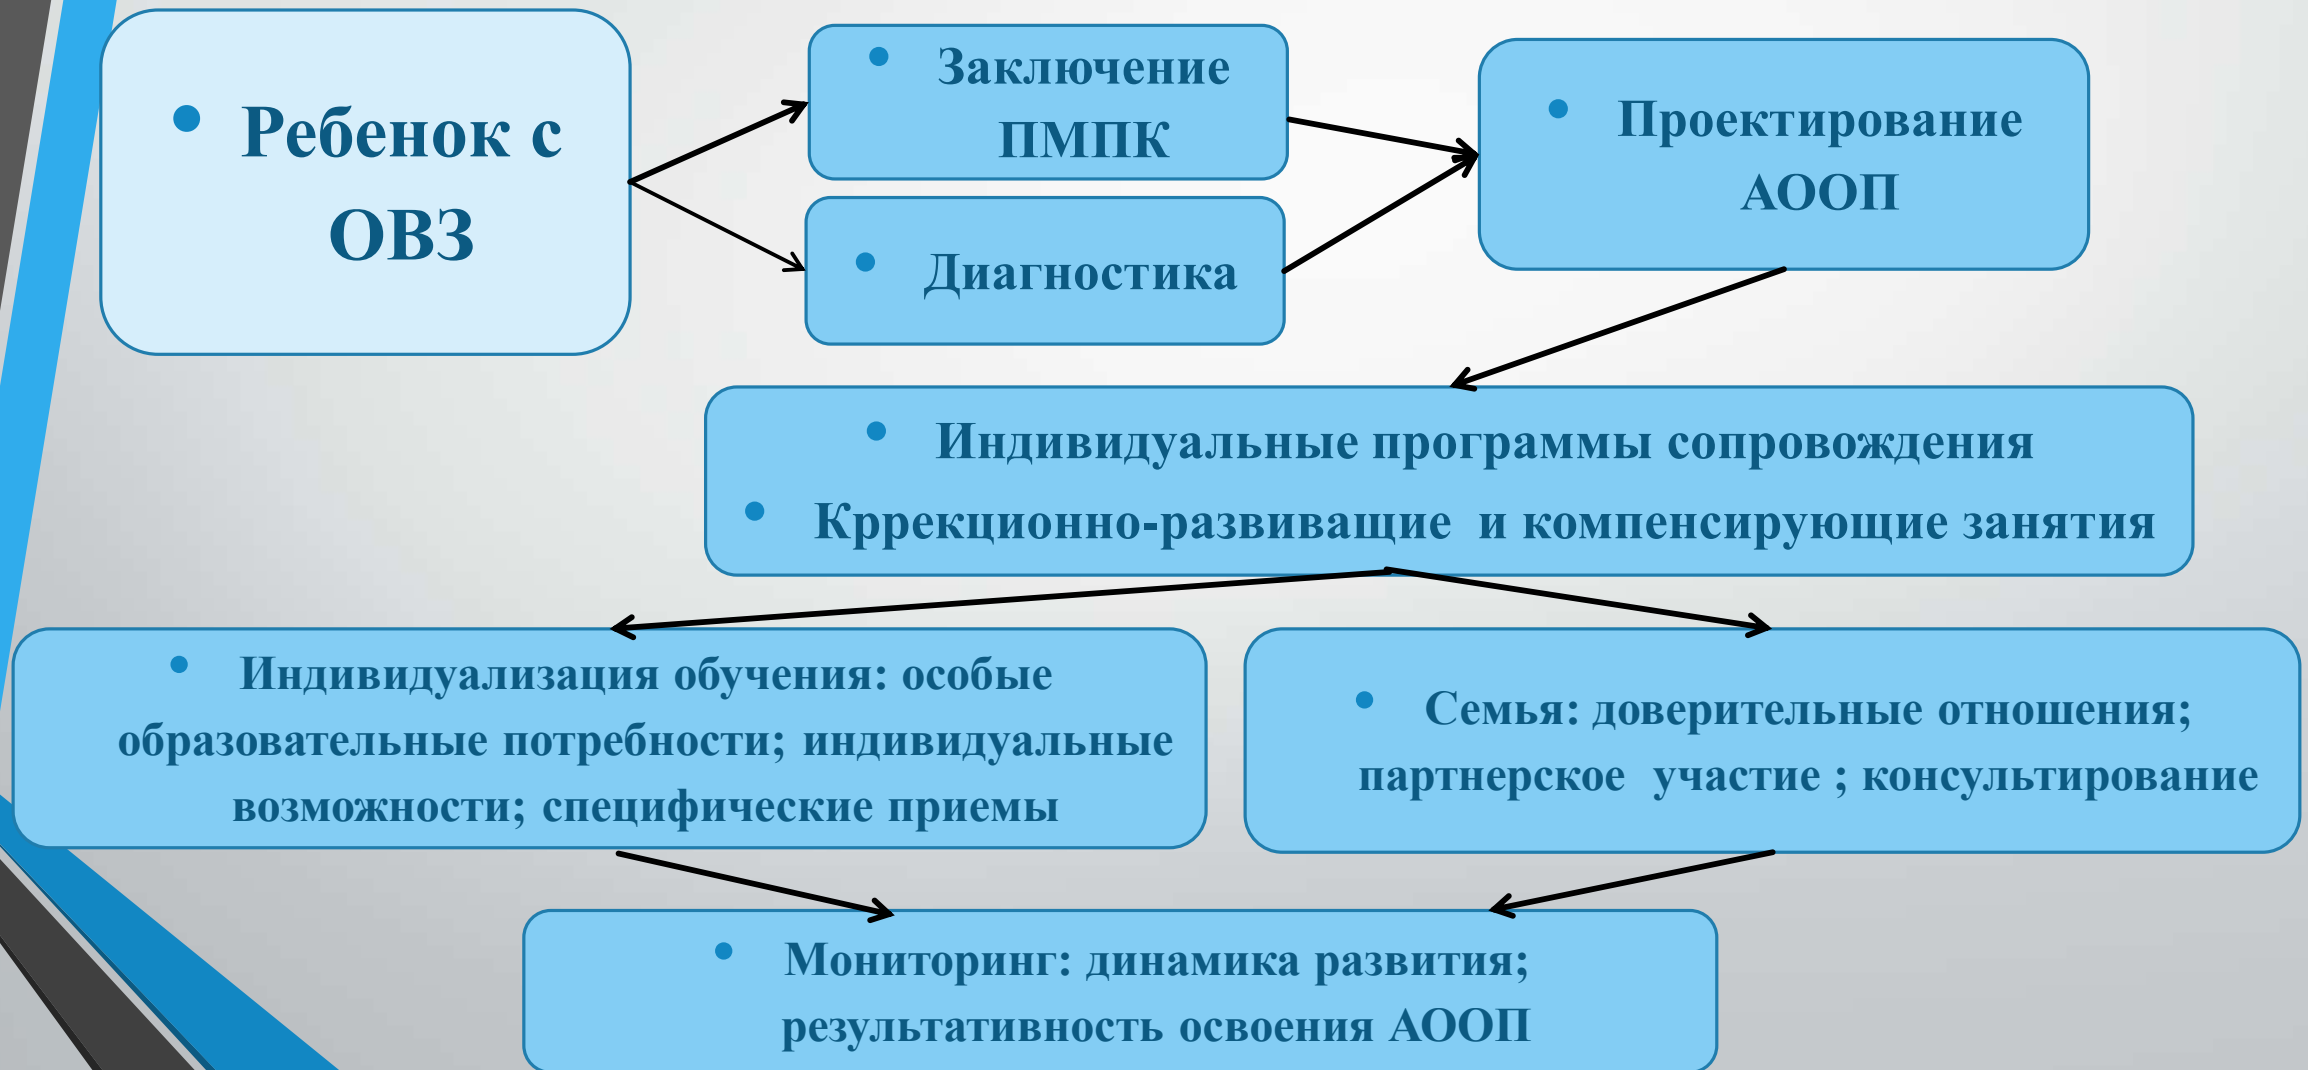 Ребенок с
ОВЗ
Заключение
ПМПК
Диагностика
Проектирование
АООП
Индивидуальные программы сопровождения
Кррекционно-развиващие и компенсирующие занятия
Индивидуализация обучения: особые
образовательные потребности; индивидуальные
возможности; специфические приемы
Семья: доверительные отношения;
партнерское участие ; консультирование
Мониторинг: динамика развития;
результативность освоения АООП